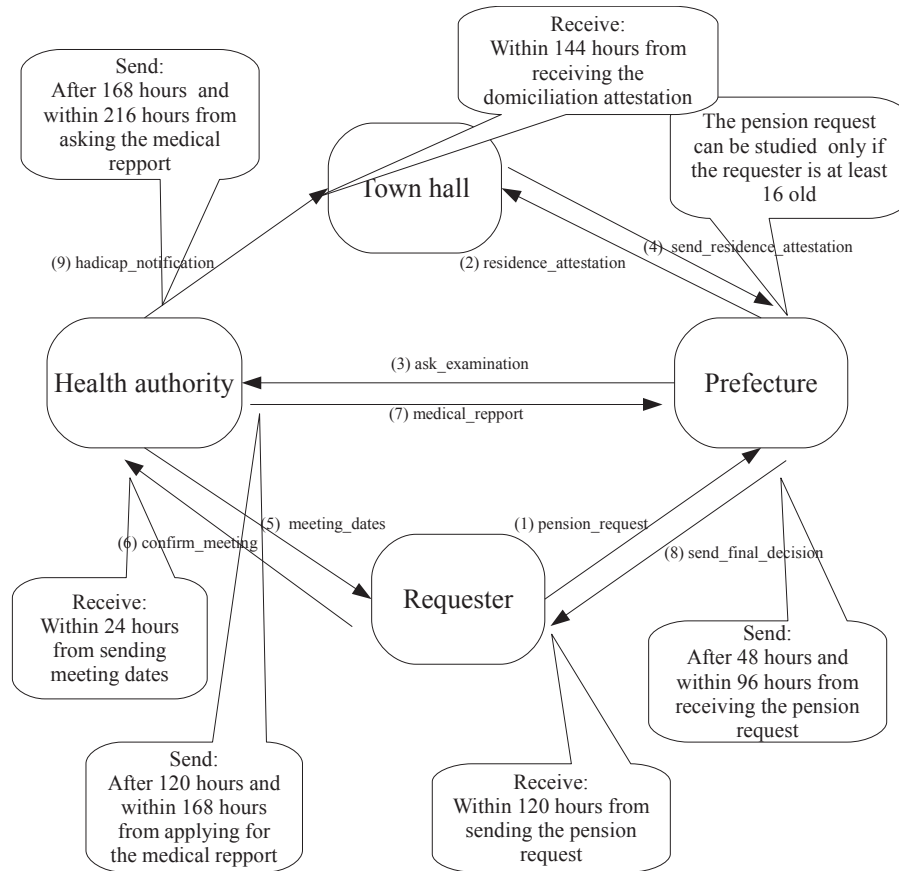 Send:
After 168 hours and
within 216 hours from
asking the medical
repport
Receive:
Within 144 hours from
receiving the
domiciliation attestation
The pension request
can be studied only if
the requester is at least
16 old
Town hall
(9) hadicap_notification
(2) residence_attestation
(4) send_residence_attestation
Health authority
(3) ask_examination
(7) medical_repport
Prefecture
(5) meeting_dates
(6) confirm_meeting
(1) pension_request
(8) send_final_decision
Requester
Receive:
Within 24 hours
from sending
meeting dates
Send:
After 48 hours and
within 96 hours from
receiving the pension
request
Send:
After 120 hours and
within 168 hours
from applying for
the medical repport
Receive:
Within 120 hours from
sending the pension
request